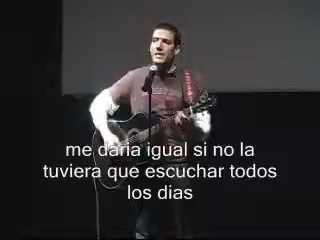 me daria igual si no la
tuviera que escuchar todos
los dias